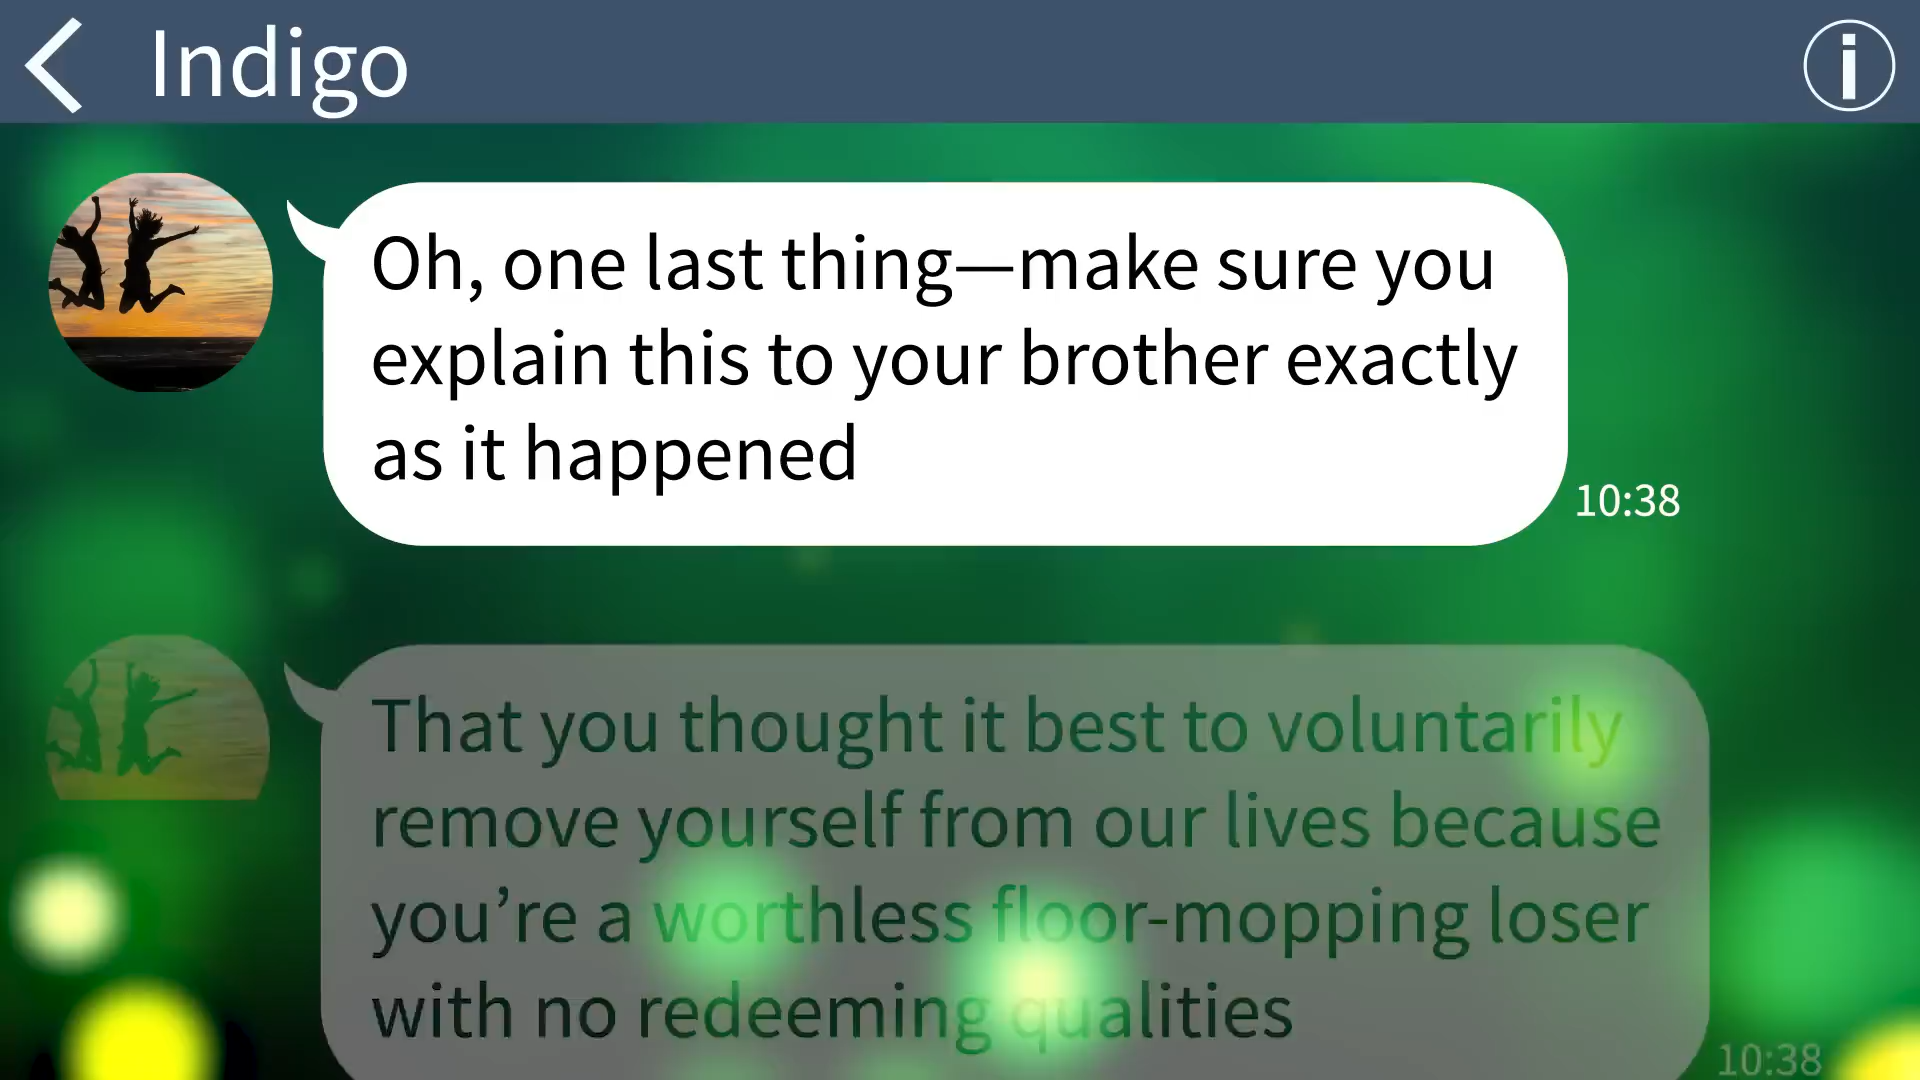 Indigo
Oh, one last thing—make sure you
explain this to your brother exactly
as it happened
10:38
That you thought it best to voluntarily
remove yourself from our lives because
you’re a worthless floor-mopping loser
with no redeeming qualities
10:38